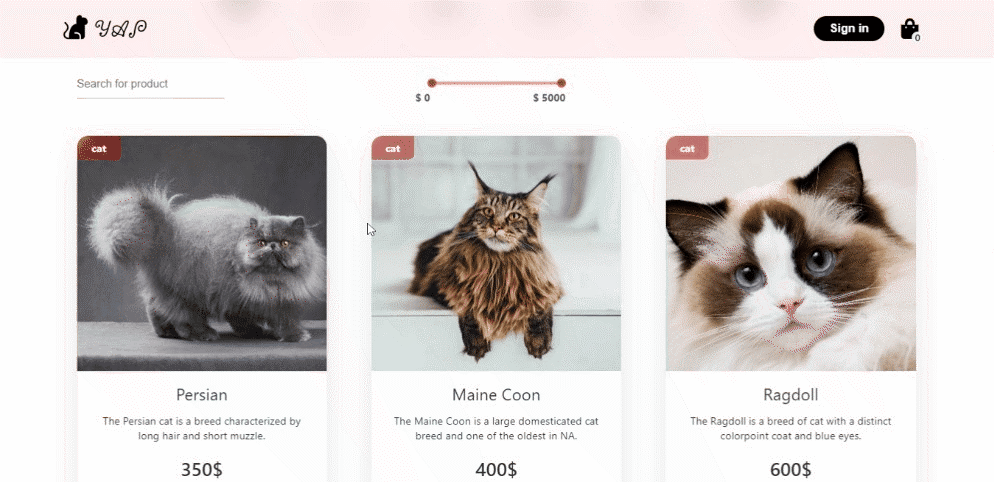 YAP
Sign in
0
Search for product
$ 0
$ 5000
cat
cat
cat
Persian
The Persian cat is a breed characterized by
long hair and short muzzle.
350$
Maine Coon
The Maine Coon is a large domesticated cat
breed and one of the oldest in NA.
400$
Ragdoll
The Ragdoll is a breed of cat with a distinct
colorpoint coat and blue eyes.
600$